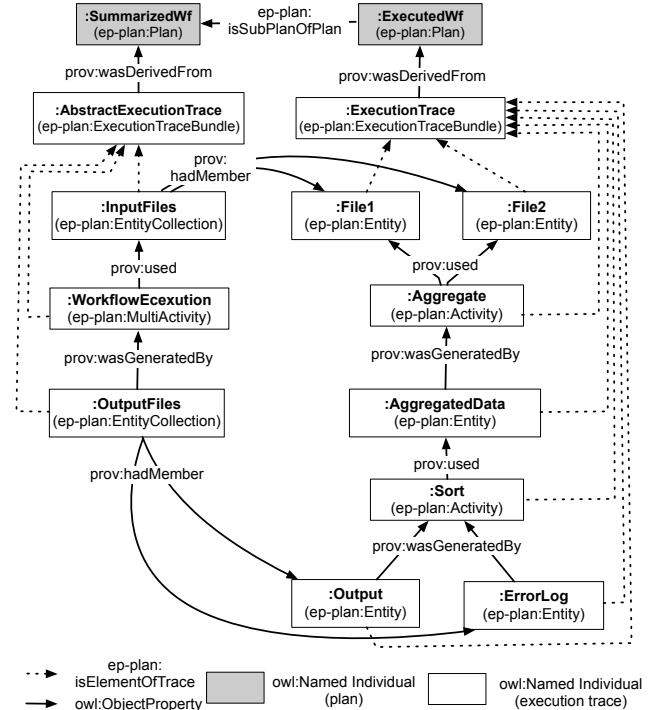 :SummarizedWf
(ep-plan:Plan)
ep-plan:
isSubPlanOfPlan
:ExecutedWf
(ep-plan:Plan)
prov:wasDerivedFrom
prov:wasDerivedFrom
:AbstractExecutionTrace
(ep-plan:ExecutionTraceBundle)
:ExecutionTrace
(ep-plan:ExecutionTraceBundle)
prov:
hadMember
:InputFiles
(ep-plan:EntityCollection)
:File1
(ep-plan:Entity)
:File2
(ep-plan:Entity)
prov:used
prov:used
:WorkflowEcexution
(ep-plan:MultiActivity)
:Aggregate
(ep-plan:Activity)
prov:wasGeneratedBy
prov:wasGeneratedBy
:OutputFiles
(ep-plan:EntityCollection)
:AggregatedData
(ep-plan:Entity)
prov:hadMember
prov:used
:Sort
(ep-plan:Activity)
prov:wasGeneratedBy
:Output
(ep-plan:Entity)
:ErrorLog
(ep-plan:Entity)
ep-plan:
isElementOfTrace
owl:ObjectProperty
owl:Named Individual
(plan)
owl:Named Individual
(execution trace)